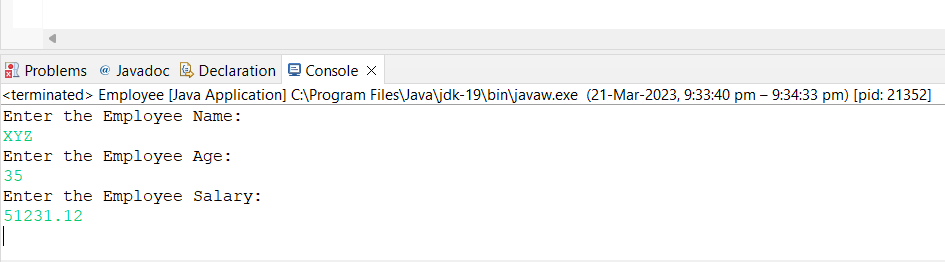 Problems @ Javadoc Declaration Console
<terminated> Employee [Java Application] C:\Program Files\Java\jdk-19\bin\javaw.exe (21-Mar-2023, 9:33:40 pm – 9:34:33 pm) [pid: 21352]
Enter the Employee Name:
XYZ
Enter the Employee Age:
35
Enter the Employee Salary:
51231.12